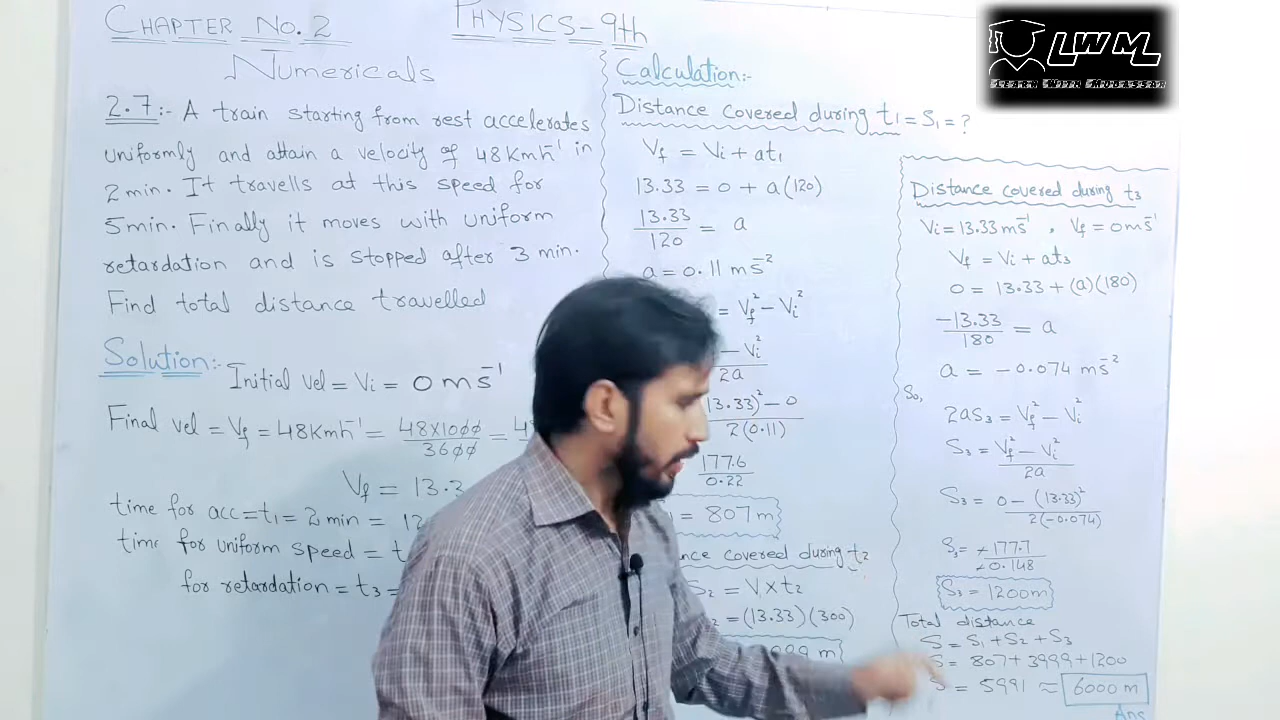 CHAPTER No. 2
PHYSICS-9th
Numericals
2.7:- A train starting from rest accelerates
uniformly and attain a velocity of 48Kmh⁻¹ in
2 min. It travells at this speed for
5 min. Finally it moves with uniform
retardation and is stopped after 3 min.
Find total distance travelled
Solution:- Initial vel = Vi = 0 ms⁻¹
Final vel = Vf = 48Kmh⁻¹ = 48X1000/3600 =
Vf = 13.3
time for acc = t1 = 2 min =
time for uniform speed =
for retardation = t3 =
Calculation:-
Distance covered during t1 = S1 = ?
Vf = Vi + at1
13.33 = 0 + a(120)
13.33/120 = a
a = 0.11 ms⁻²
= Vf² - Vi²
- Vi²/2a
(13.33)² - 0/2(0.11)
177.6/0.22
= 807m
covered during t2
S2 = V x t2
= (13.33)(300)
m
Distance covered during t3
Vi = 13.33 ms⁻¹, Vf = 0 ms⁻¹
Vf = Vi + at3
0 = 13.33 + (a)(180)
-13.33/180 = a
a = -0.074 ms⁻²
So,
2aS3 = Vf² - Vi²
S3 = Vf² - Vi²/2a
S3 = 0 - (13.33)²/2(-0.074)
S3 = -177.7/-0.148
S3 = 1200m
Total distance
S = S1 + S2 + S3
S = 807 + 3999 + 1200
= 5991 ≈ 6000 m
Ans
LWM
LEARN WITH MUDASSAR